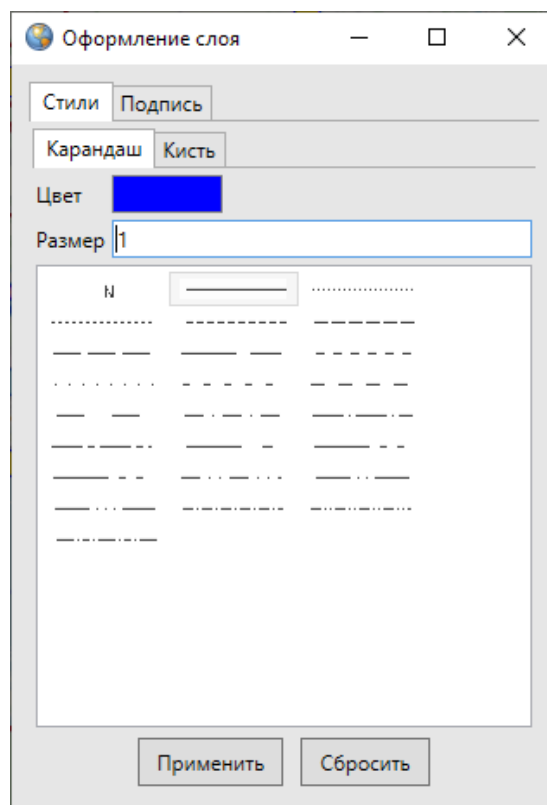 Оформление слоя
Стили Подпись
Карандаш Кисть
Цвет
Размер 1
N
Применить Сбросить